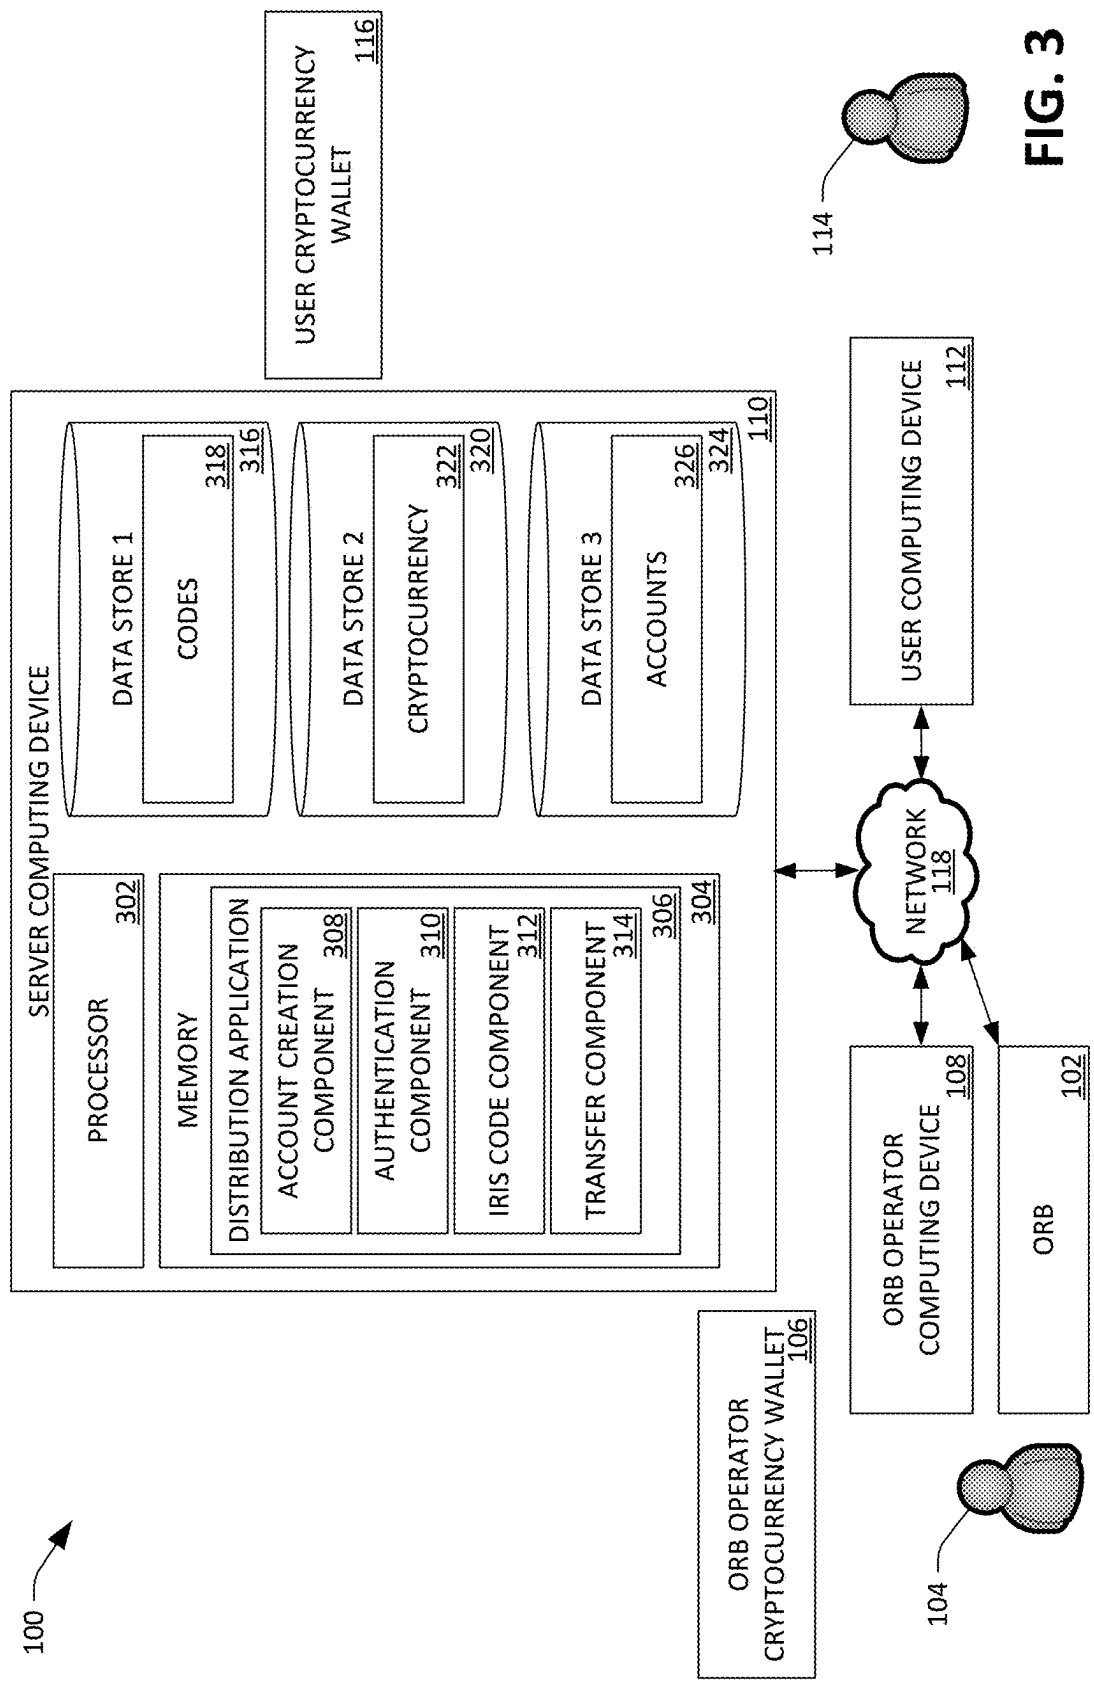 100
SERVER COMPUTING DEVICE
PROCESSOR
302
MEMORY
DISTRIBUTION APPLICATION
ACCOUNT CREATION
COMPONENT
308
AUTHENTICATION
COMPONENT
310
IRIS CODE COMPONENT
312
TRANSFER COMPONENT
314
306
304
DATA STORE 1
CODES
318
316
DATA STORE 2
CRYPTOCURRENCY
322
320
DATA STORE 3
ACCOUNTS
326
324
110
USER CRYPTOCURRENCY
WALLET
116
ORB OPERATOR
CRYPTOCURRENCY WALLET
106
ORB OPERATOR
COMPUTING DEVICE
108
NETWORK
118
USER COMPUTING DEVICE
112
114
104
ORB
102
FIG. 3